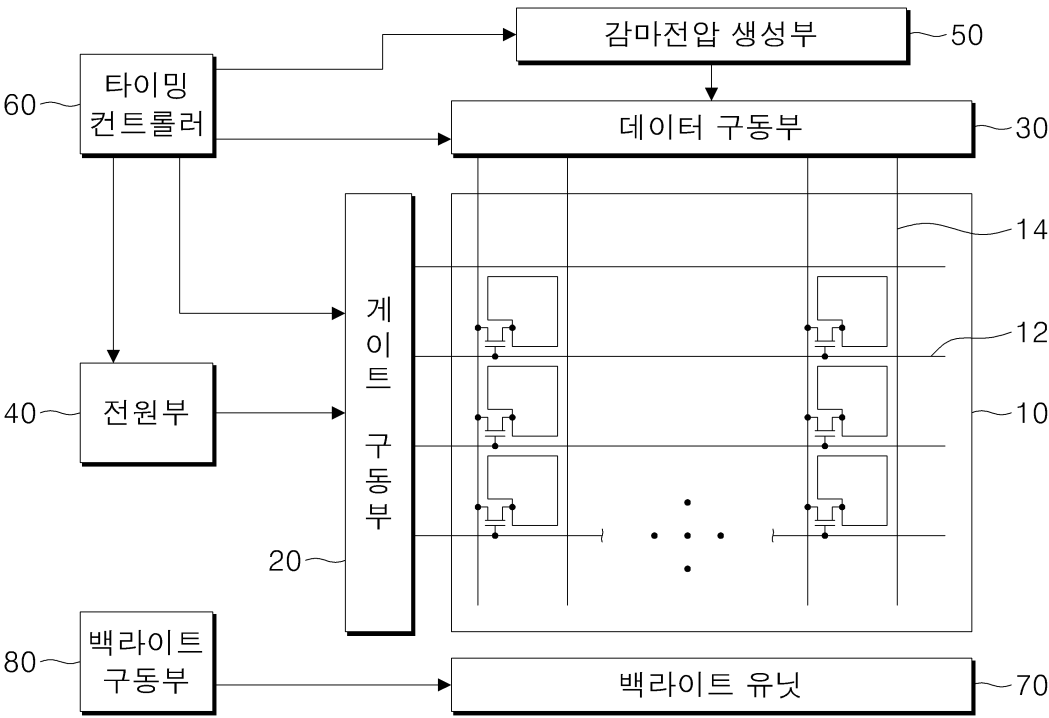 감마전압 생성부
50
타이밍
컨트롤러
60
데이터 구동부
30
14
게이트 구동부
12
10
전원부
40
20
백라이트
구동부
80
백라이트 유닛
70